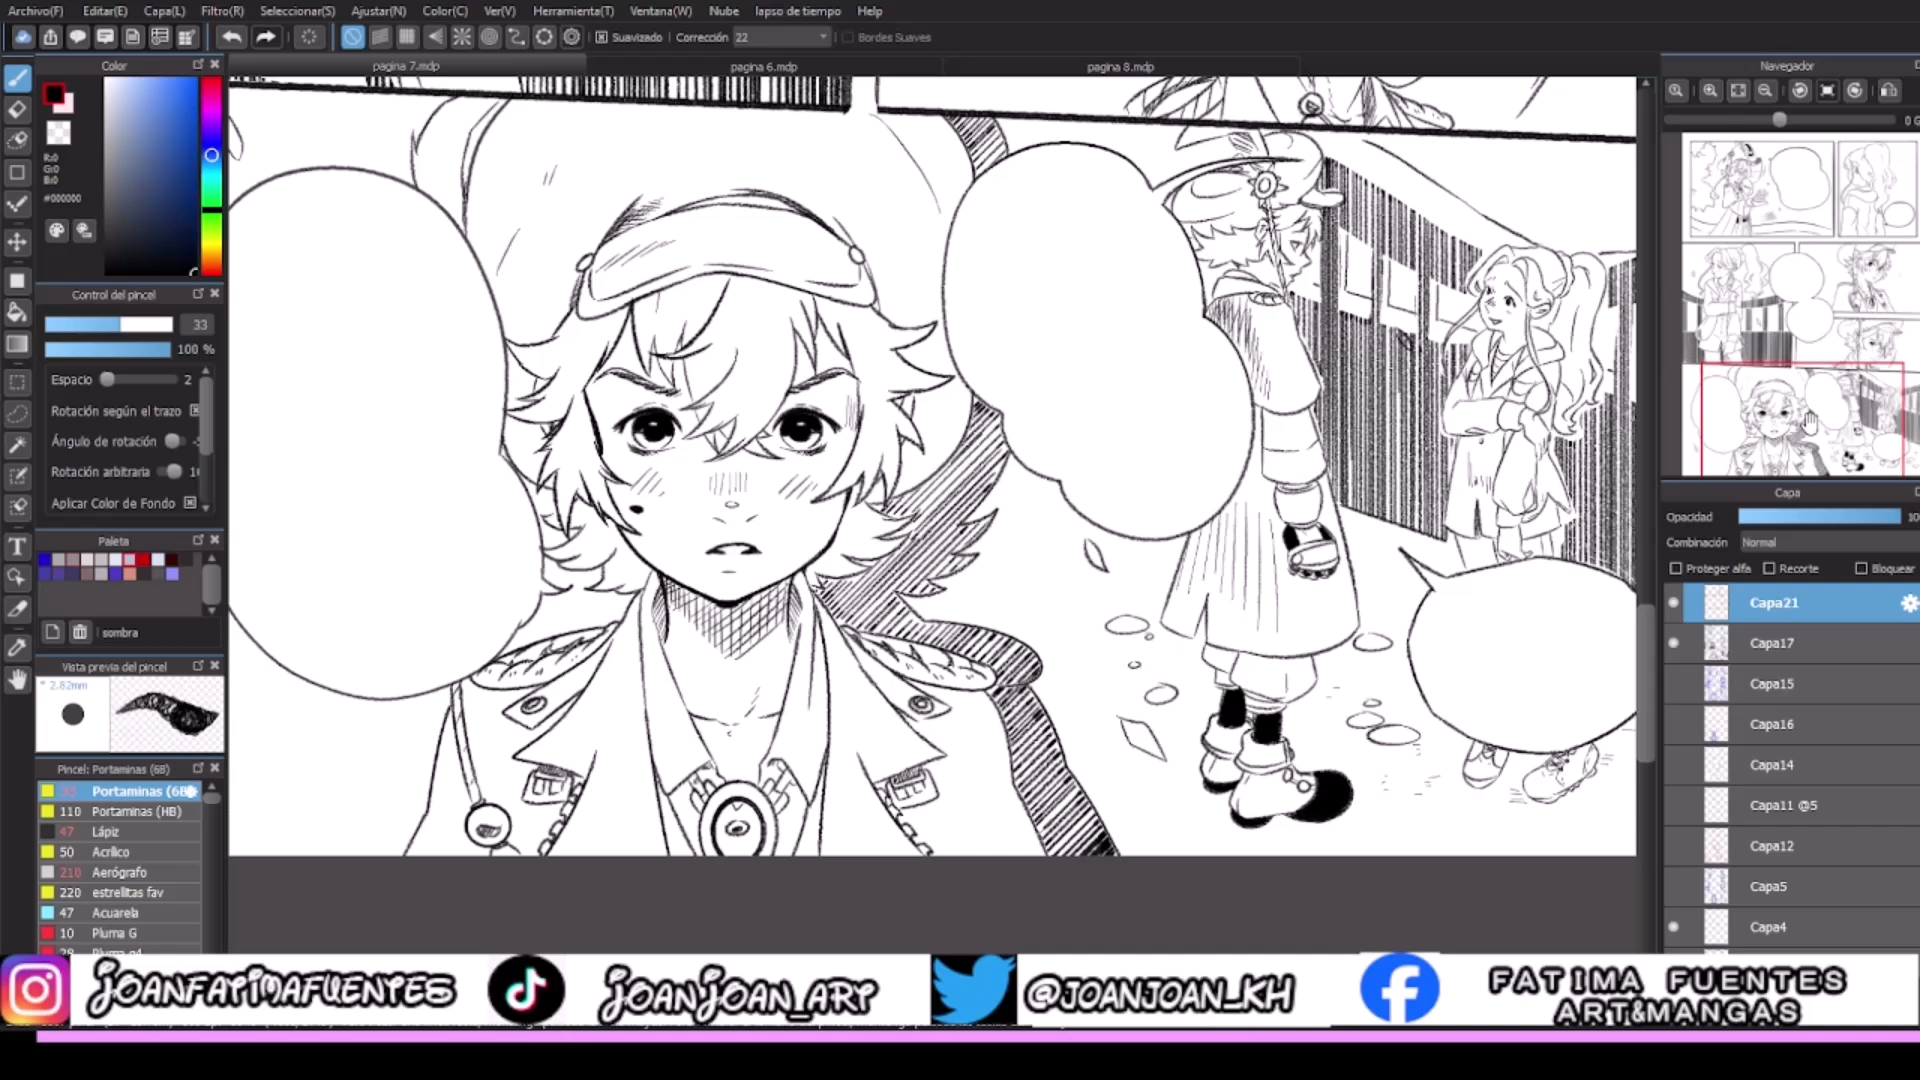 Archivo(F) Editar(E) Capa(L) Filtro(R) Seleccionar(S) Ajustar(N) Color(C) Ver(V) Herramienta(T) Ventana(W) Nube lapso de tiempo Help
Suavizado Corrección 22 Bordes Suaves
Color
pagina 7.mdp pagina 6.mdp pagina 8.mdp
Navegador
R:0
G:0
B:0
#000000
Control del pincel
33
100 %
Espacio 2
Rotación según el trazo
Ángulo de rotación
Rotación arbitraria
Aplicar Color de Fondo
Paleta
sombra
Vista previa del pincel
* 2.82mm
Pincel: Portaminas (6B)
Portaminas (6B
110 Portaminas (HB)
47 Lápiz
50 Acrílico
210 Aerógrafo
220 estrellitas fav
47 Acuarela
10 Pluma G
Capa
Opacidad
Combinación Normal
Proteger alfa Recorte Bloquear
Capa21
Capa17
Capa15
Capa16
Capa14
Capa11 @5
Capa12
Capa5
Capa4
JOANFATIMAFUENTES
JOANJOAN_ART
@JOANJOAN_KH
FATIMA FUENTES
ART&MANGAS